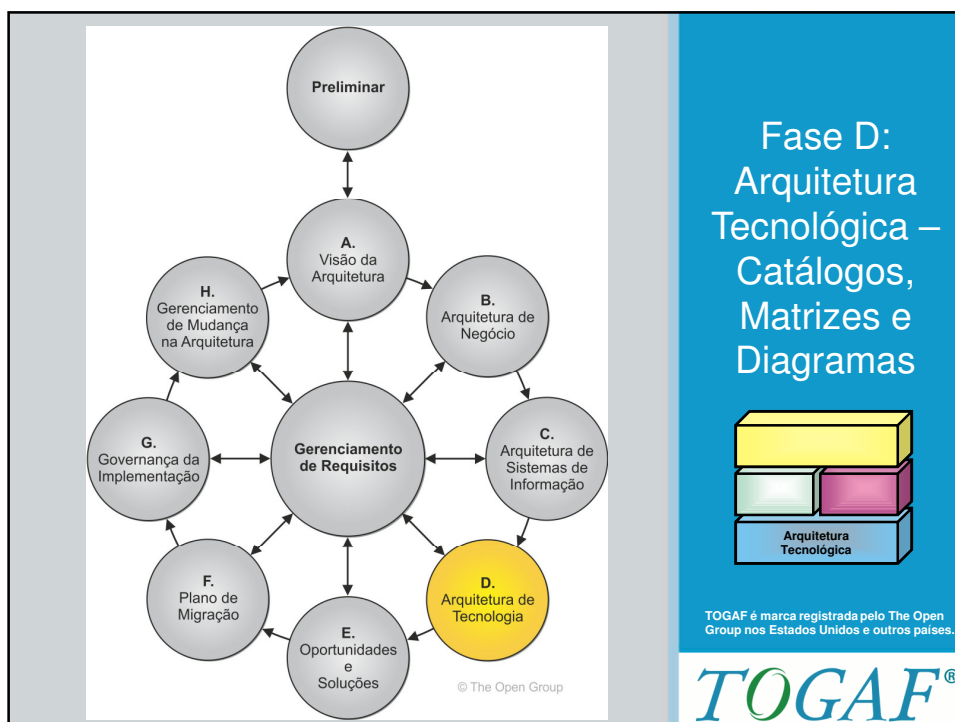 Preliminar
A.
Visão da
Arquitetura
B.
Arquitetura de
Negócio
C.
Arquitetura de
Sistemas de
Informação
D.
Arquitetura de
Tecnologia
E.
Oportunidades
e
Soluções
F.
Plano de
Migração
G.
Governança da
Implementação
H.
Gerenciamento
de Mudança
na Arquitetura
Gerenciamento
de Requisitos
© The Open Group
Fase D:
Arquitetura
Tecnológica –
Catálogos,
Matrizes e
Diagramas
Arquitetura
Tecnológica
TOGAF é marca registrada pelo The Open
Group nos Estados Unidos e outros países.
TOGAF®